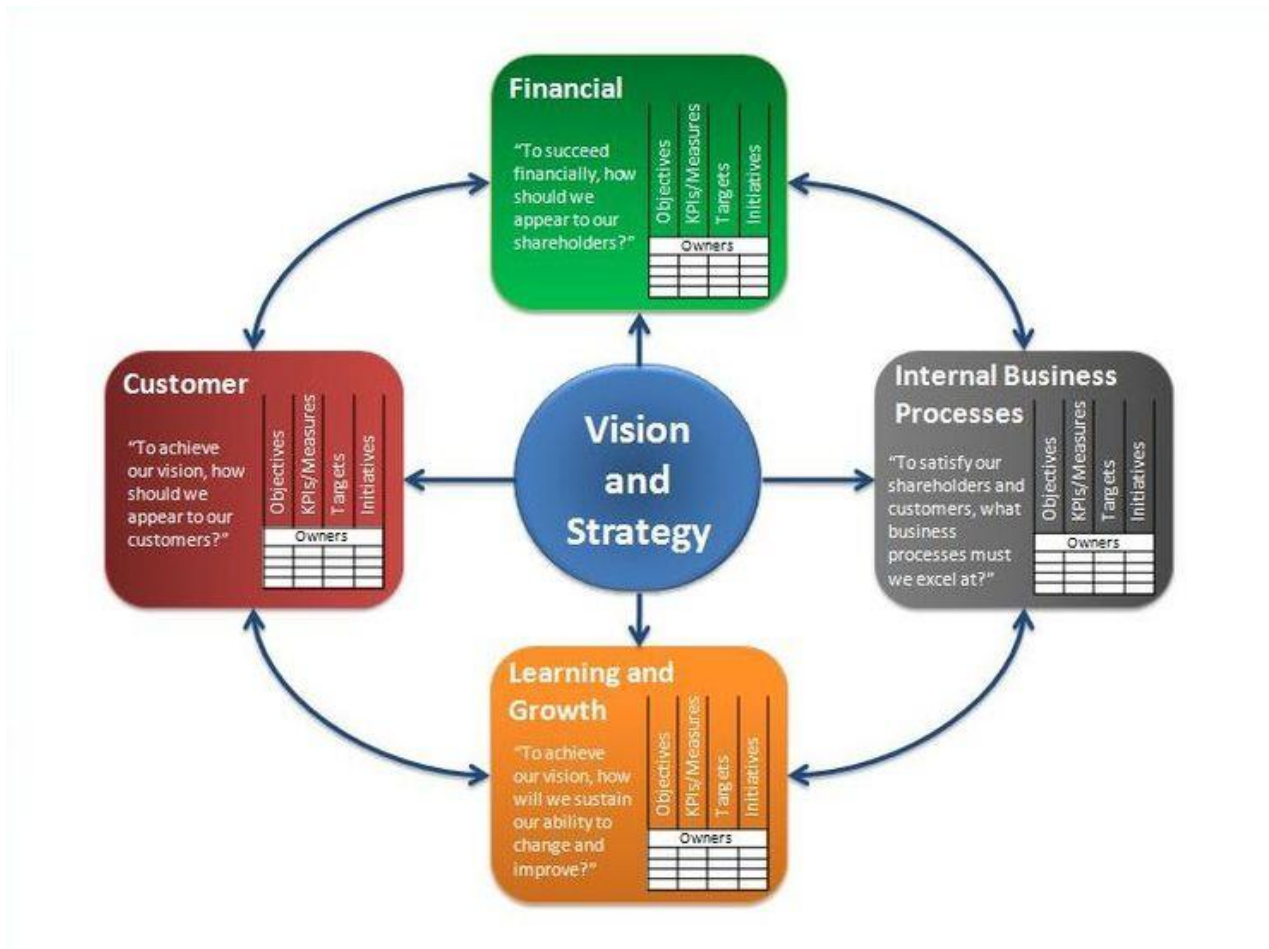 Financial
"To succeed
financially, how
should we
appear to our
shareholders?"
Objectives
KPIs/Measures
Targets
Initiatives
Owners
Customer
"To achieve
our vision, how
should we
appear to our
customers?"
Objectives
KPIs/Measures
Targets
Initiatives
Owners
Vision
and
Strategy
Internal Business
Processes
"To satisfy our
shareholders and
customers, what
business
processes must
we excel at?"
Objectives
KPIs/Measures
Targets
Initiatives
Owners
Learning and
Growth
"To achieve
our vision, how
will we sustain
our ability to
change and
improve?"
Objectives
KPIs/Measures
Targets
Initiatives
Owners